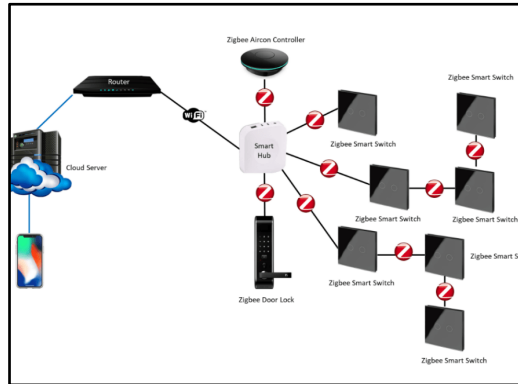 Zigbee Aircon Controller
Router
Zigbee Smart Switch
WiFi
Smart
Hub
Zigbee Smart Switch
Cloud Server
Zigbee Smart Switch
Zigbee Smart Switch
Zigbee Smart S
Zigbee Smart Switch
Zigbee Door Lock
Zigbee Smart Switch